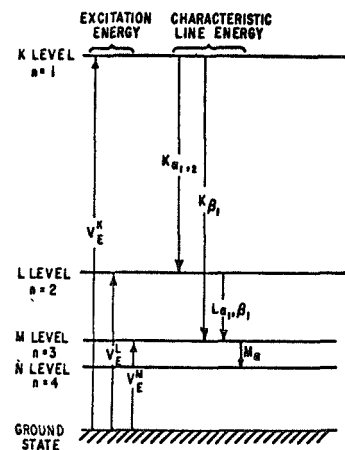 EXCITATION ENERGY
CHARACTERISTIC LINE ENERGY
K LEVEL
n=1
Kα₁₊₂
Kβ₁
V_E^K
L LEVEL
n=2
Lα₁,β₁
M LEVEL
n=3
V_E^L
Mα
N LEVEL
n=4
V_E^M
GROUND STATE